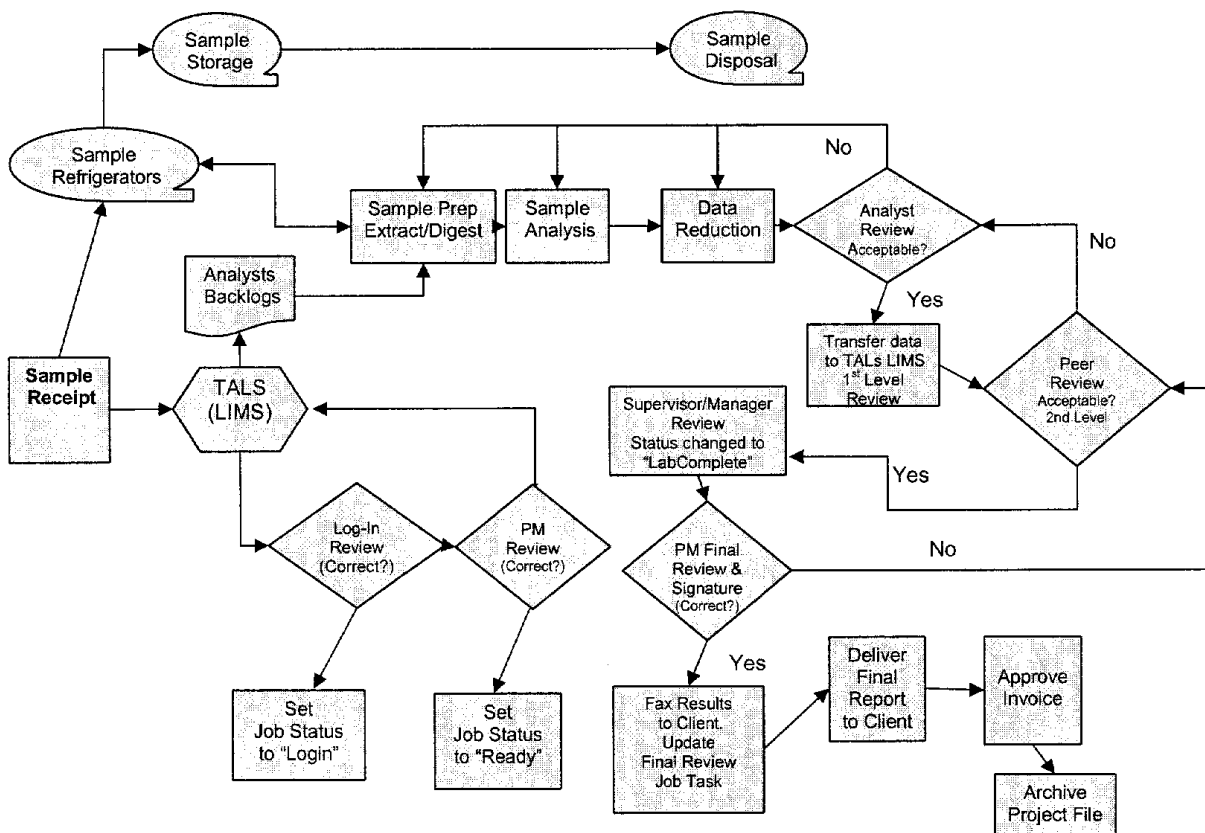 Sample
Storage
Sample
Disposal
Sample
Refrigerators
No
Sample Prep
Extract/Digest
Sample
Analysis
Data
Reduction
Analyst
Review
Acceptable?
No
Analysts
Backlogs
Yes
Transfer data
to TALs LIMS
1st Level
Review
Peer
Review
Acceptable?
2nd Level
Sample
Receipt
TALS
(LIMS)
Supervisor/Manager
Review
Status changed to
“LabComplete”
Yes
Log-In
Review
(Correct?)
PM
Review
(Correct?)
PM Final
Review &
Signature
(Correct?)
No
Yes
Set
Job Status
to “Login”
Set
Job Status
to “Ready”
Fax Results
to Client.
Update
Final Review
Job Task
Deliver
Final
Report
to Client
Approve
Invoice
Archive
Project File